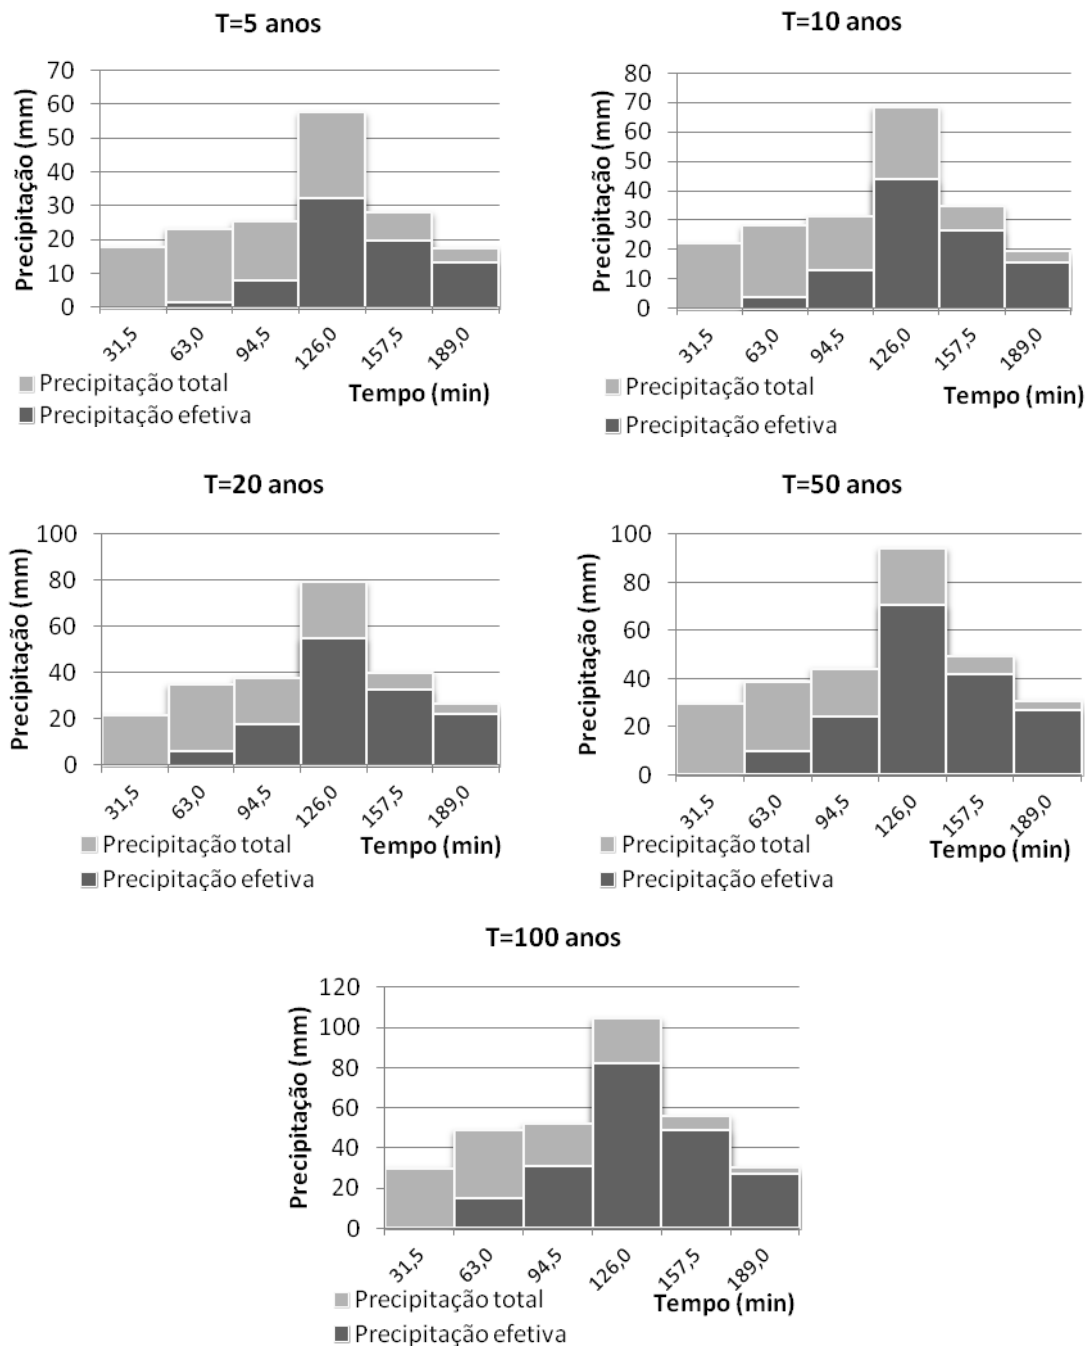 T=5 anos
Precipitação (mm)
70
60
50
40
30
20
10
0
31,5 63,0 94,5 126,0 157,5 189,0
Tempo (min)
Precipitação total
Precipitação efetiva
T=10 anos
Precipitação (mm)
80
70
60
50
40
30
20
10
0
31,5 63,0 94,5 126,0 157,5 189,0
Tempo (min)
Precipitação total
Precipitação efetiva
T=20 anos
Precipitação (mm)
100
80
60
40
20
0
31,5 63,0 94,5 126,0 157,5 189,0
Tempo (min)
Precipitação total
Precipitação efetiva
T=50 anos
Precipitação (mm)
100
80
60
40
20
0
31,5 63,0 94,5 126,0 157,5 189,0
Tempo (min)
Precipitação total
Precipitação efetiva
T=100 anos
Precipitação (mm)
120
100
80
60
40
20
0
31,5 63,0 94,5 126,0 157,5 189,0
Tempo (min)
Precipitação total
Precipitação efetiva